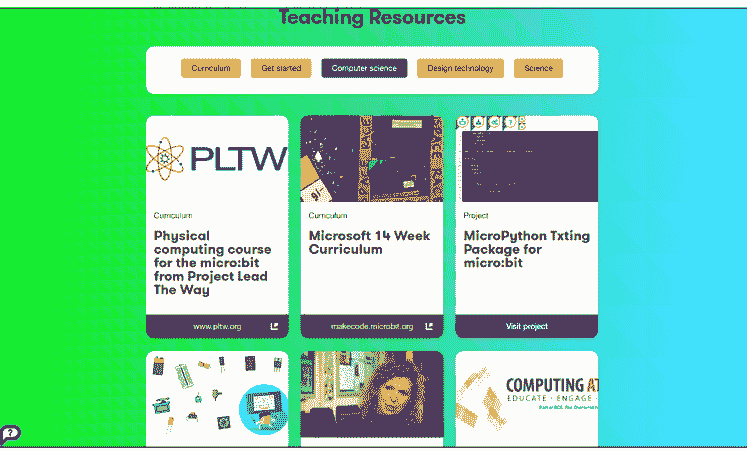 Teaching Resources
Curriculum
Get started
Computer science
Design technology
Science
PLTW
Curriculum
Physical
computing course
for the micro:bit
from Project Lead
The Way
www.pltw.org
Curriculum
Microsoft 14 Week
Curriculum
makecode.microbit.org
Project
MicroPython Txting
Package for
micro:bit
Visit project
COMPUTING AT
EDUCATE · ENGAGE ·